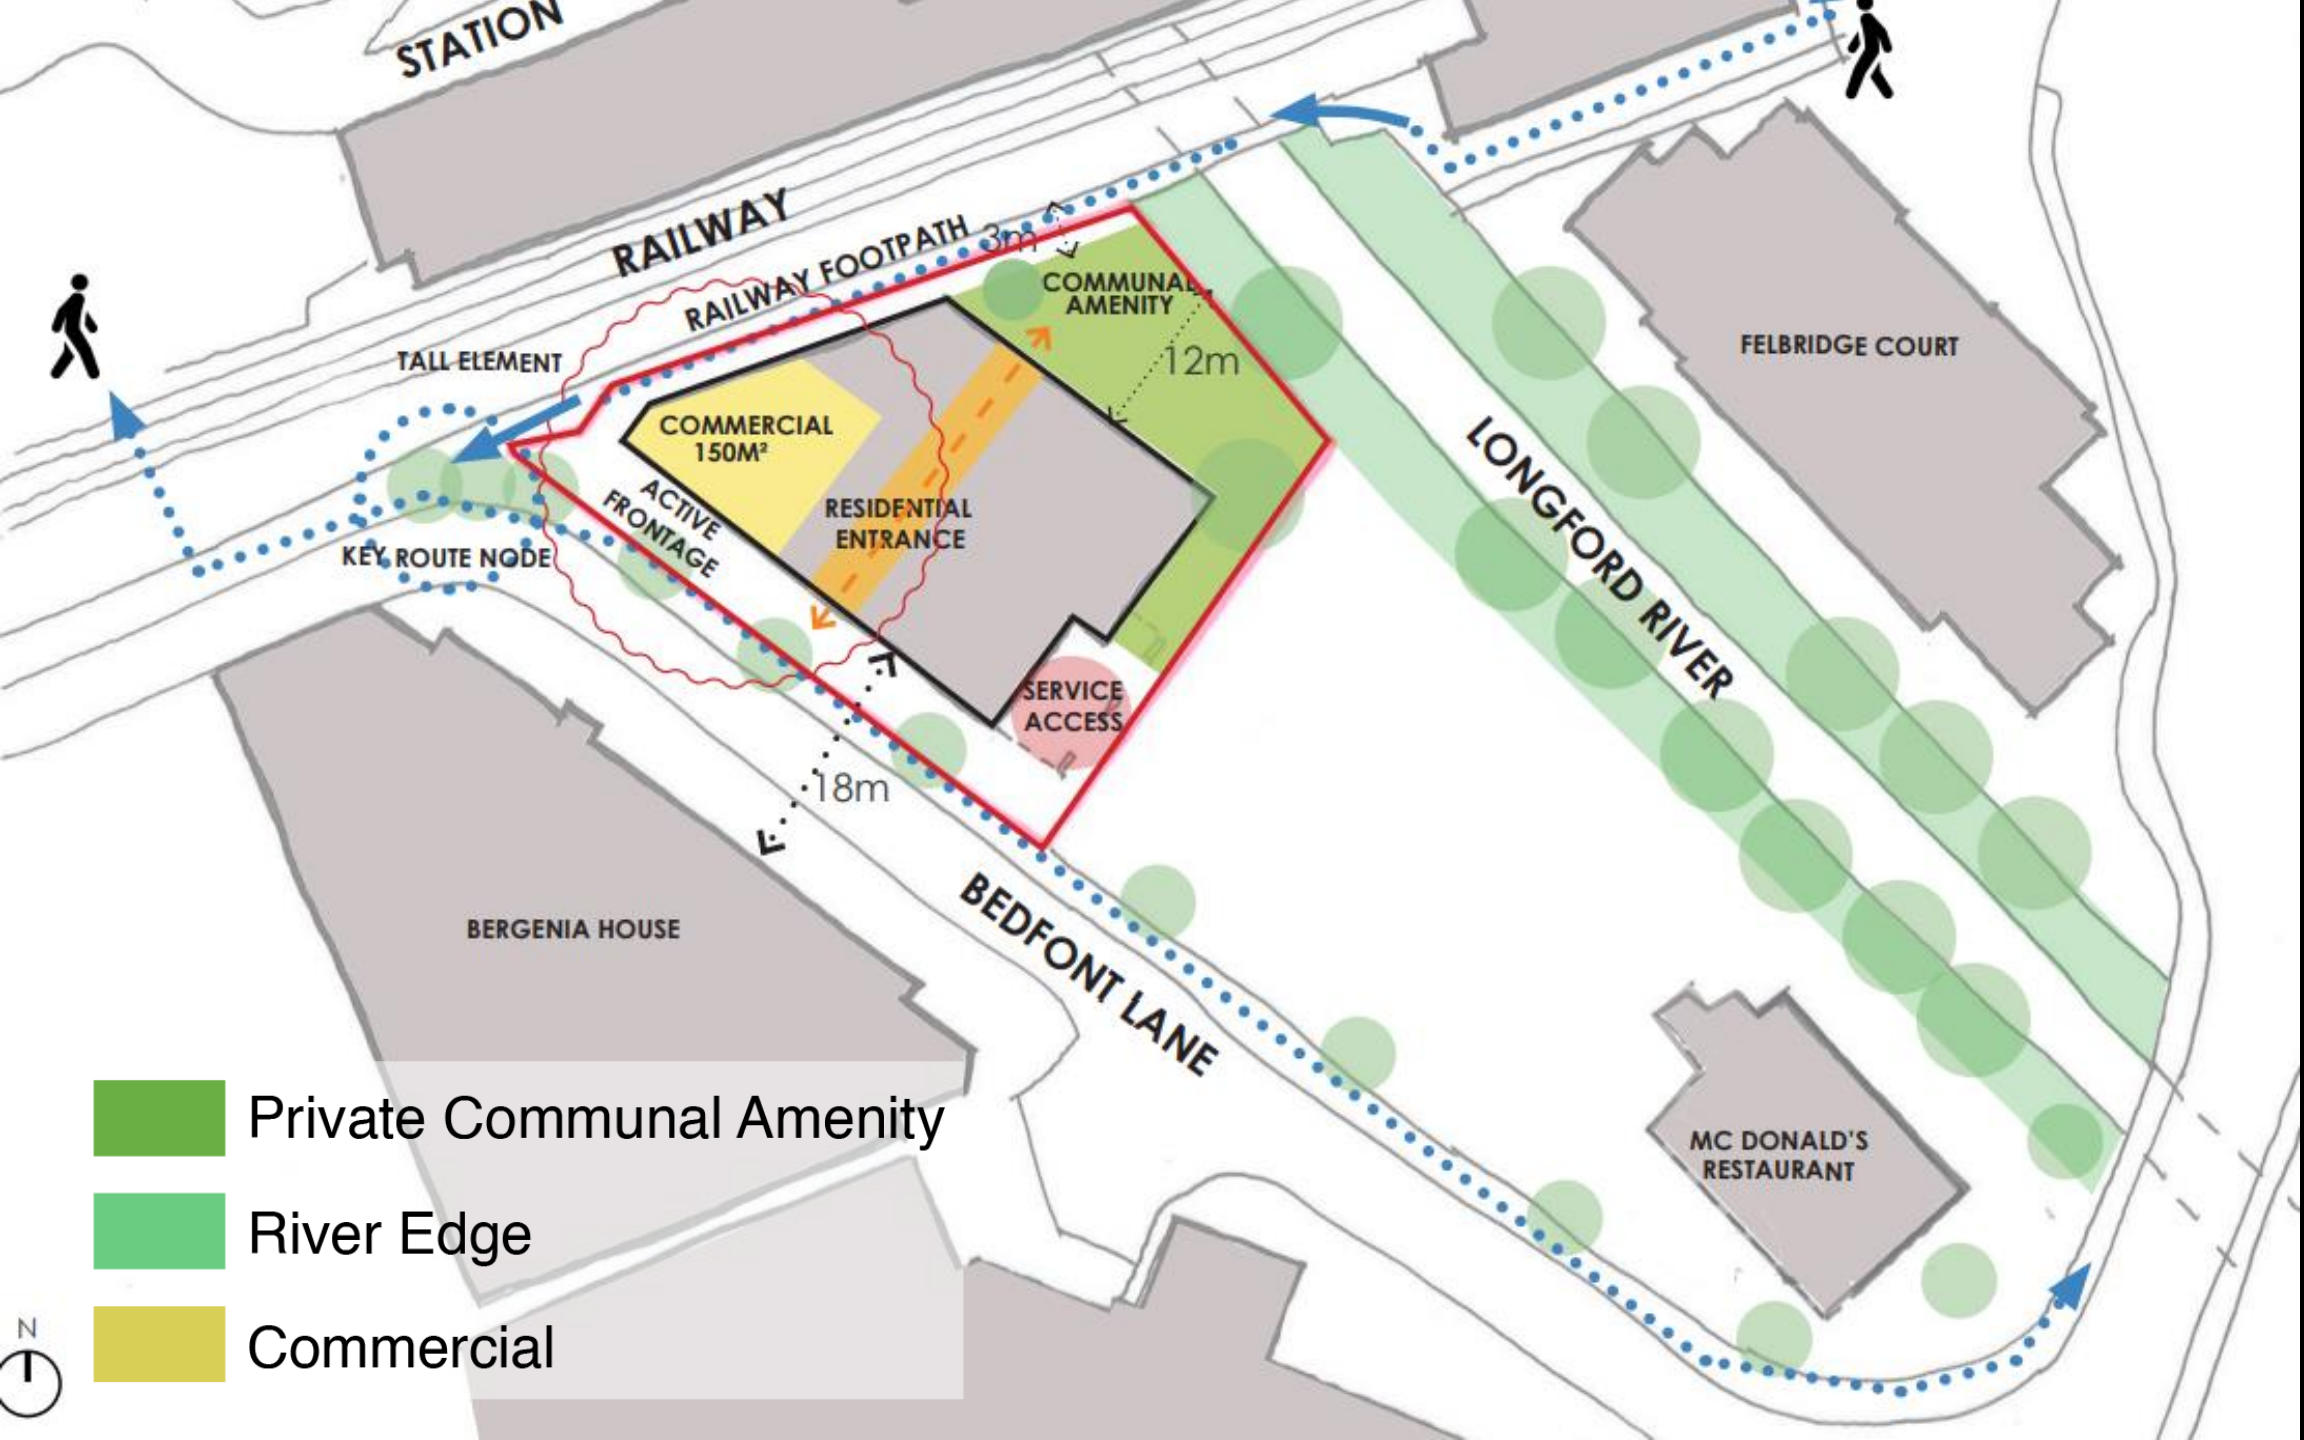 STATION
RAILWAY
RAILWAY FOOTPATH
3m
COMMUNAL
AMENITY
12m
TALL ELEMENT
COMMERCIAL
150M²
ACTIVE
FRONTAGE
RESIDENTIAL
ENTRANCE
KEY ROUTE NODE
FELBRIDGE COURT
LONGFORD RIVER
SERVICE
ACCESS
18m
BERGENIA HOUSE
BEDFONT LANE
MC DONALD'S
RESTAURANT
Private Communal Amenity
River Edge
Commercial
N